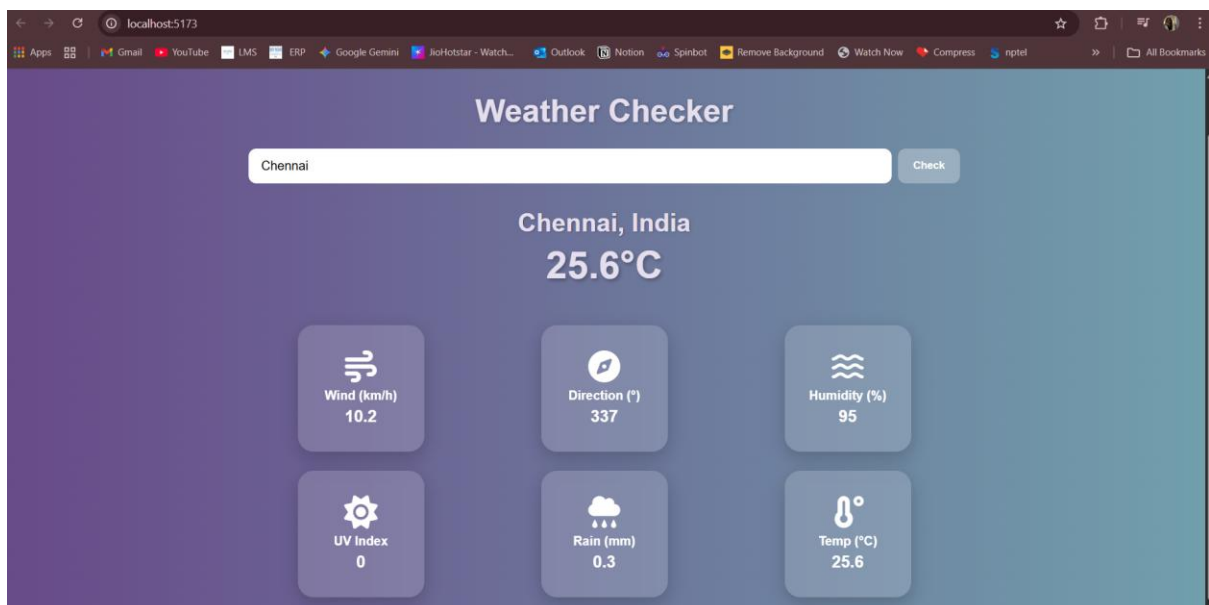 localhost:5173
Apps Gmail YouTube LMS ERP Google Gemini JioHotstar - Watch... Outlook Notion Spinbot Remove Background Watch Now Compress nptel » All Bookmarks
Weather Checker
Chennai Check
Chennai, India
25.6°C
Wind (km/h) Direction (°) Humidity (%)
10.2 337 95
UV Index Rain (mm) Temp (°C)
0 0.3 25.6